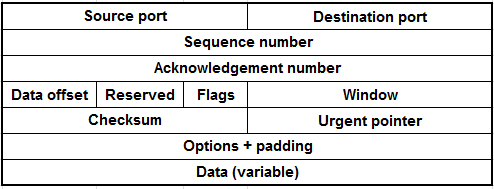 Source port Destination port
Sequence number
Acknowledgement number
Data offset Reserved Flags Window
Checksum Urgent pointer
Options + padding
Data (variable)